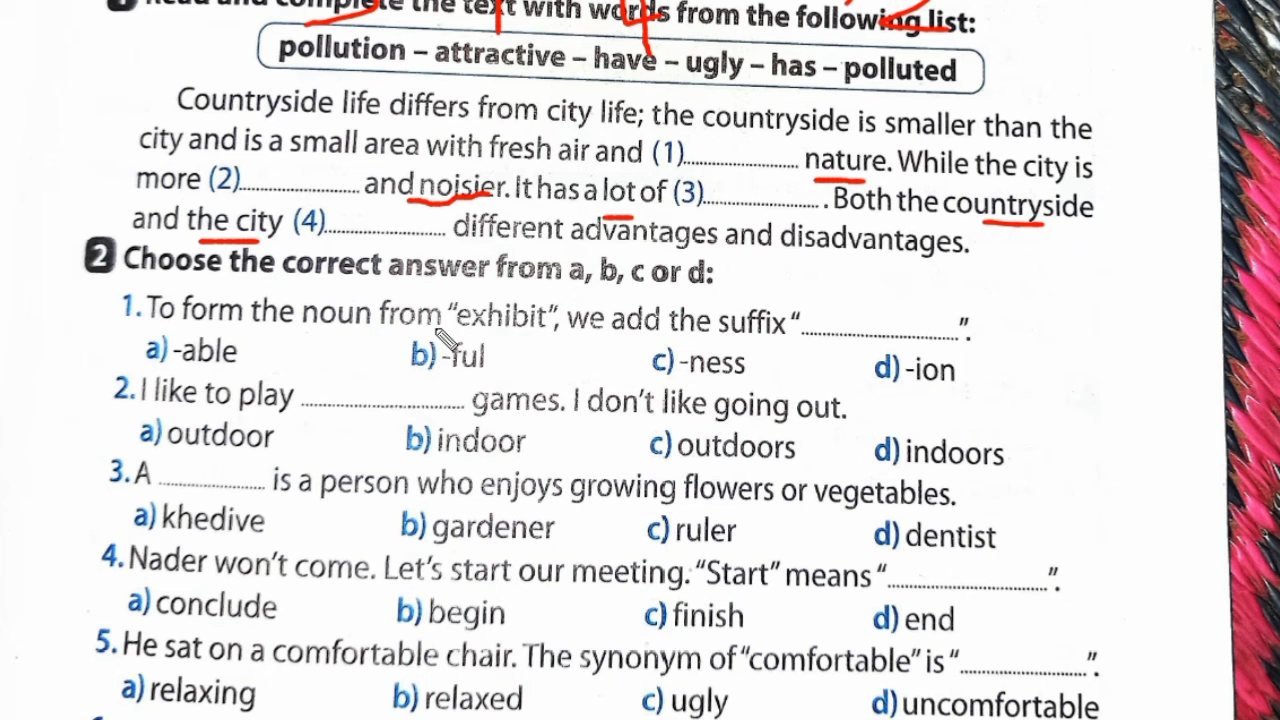 1 Read and complete the text with words from the following list:
pollution – attractive – have – ugly – has – polluted
Countryside life differs from city life; the countryside is smaller than the
city and is a small area with fresh air and (1)........................ nature. While the city is
more (2)........................ and noisier. It has a lot of (3)........................ . Both the countryside
and the city (4)........................ different advantages and disadvantages.
2 Choose the correct answer from a, b, c or d:
1. To form the noun from “exhibit”, we add the suffix “........................”.
a) -able b) -ful c) -ness d) -ion
2. I like to play ........................ games. I don’t like going out.
a) outdoor b) indoor c) outdoors d) indoors
3. A ........................ is a person who enjoys growing flowers or vegetables.
a) khedive b) gardener c) ruler d) dentist
4. Nader won’t come. Let’s start our meeting. “Start” means “........................”.
a) conclude b) begin c) finish d) end
5. He sat on a comfortable chair. The synonym of “comfortable” is “........................”.
a) relaxing b) relaxed c) ugly d) uncomfortable